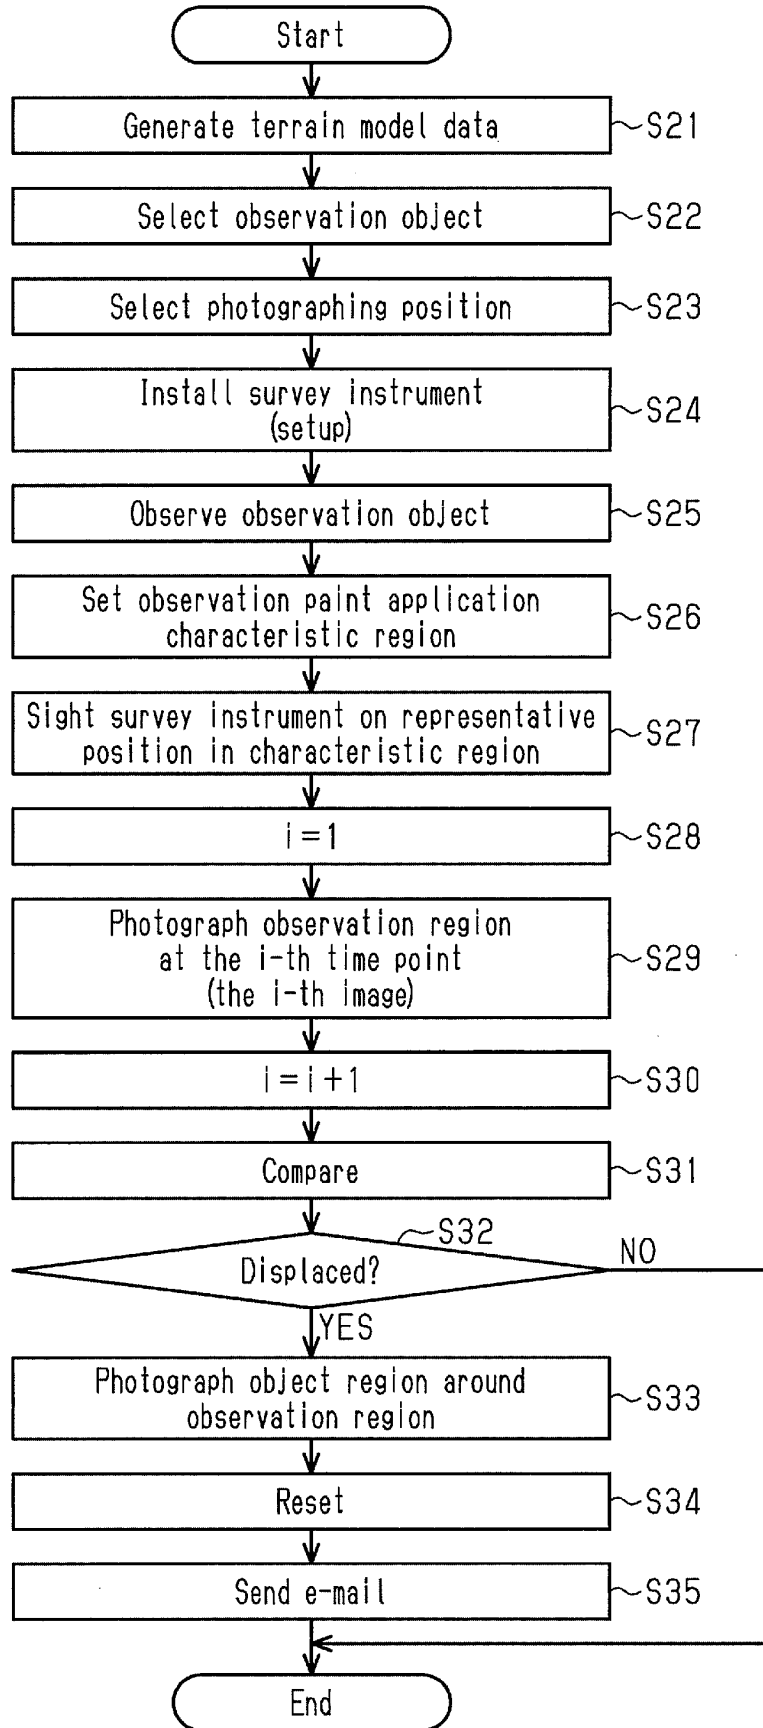 Start
Generate terrain model data
S21
Select observation object
S22
Select photographing position
S23
Install survey instrument
(setup)
S24
Observe observation object
S25
Set observation paint application
characteristic region
S26
Sight survey instrument on representative
position in characteristic region
S27
i=1
S28
Photograph observation region
at the i-th time point
(the i-th image)
S29
i=i+1
S30
Compare
S31
S32
Displaced?
NO
YES
Photograph object region around
observation region
S33
Reset
S34
Send e-mail
S35
End